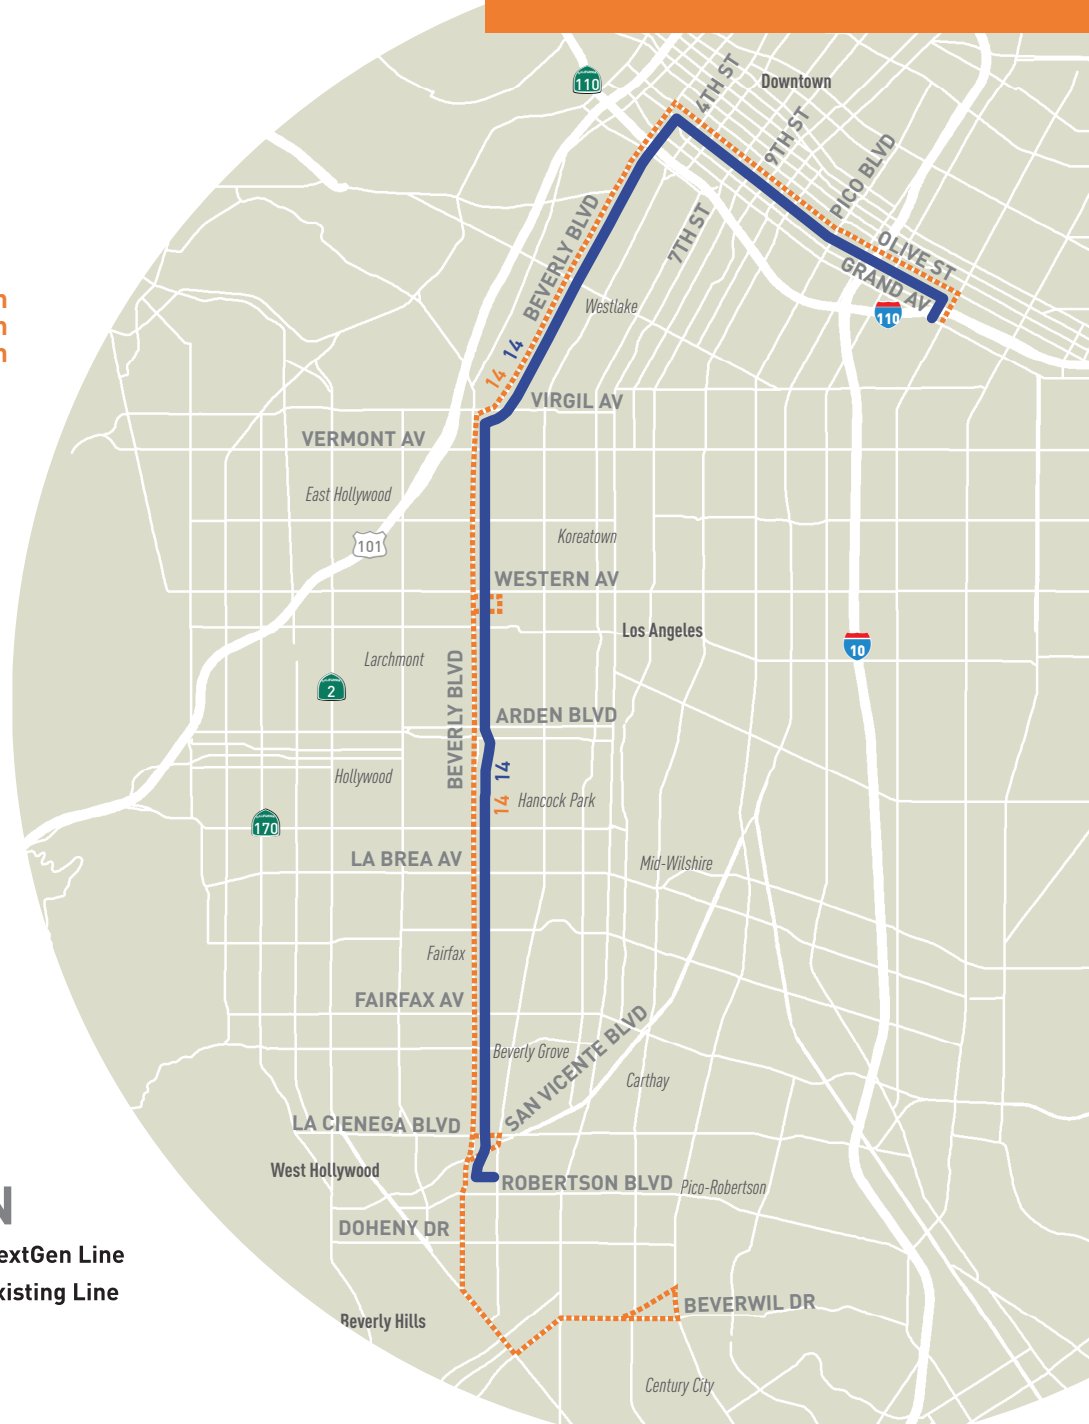 110
4TH ST
Downtown
9TH ST
PICO BLVD
BEVERLY BLVD
7TH ST
OLIVE ST
GRAND AV
Westlake
110
14
14
VIRGIL AV
VERMONT AV
East Hollywood
101
Koreatown
WESTERN AV
Los Angeles
10
Larchmont
BEVERLY BLVD
2
ARDEN BLVD
Hollywood
14
14
Hancock Park
170
LA BREA AV
Mid-Wilshire
Fairfax
FAIRFAX AV
SAN VICENTE BLVD
Beverly Grove
Carthay
LA CIENEGA BLVD
West Hollywood
ROBERTSON BLVD
Pico-Robertson
DOHENY DR
N
extGen Line
xisting Line
BEVERWIL DR
Beverly Hills
Century City